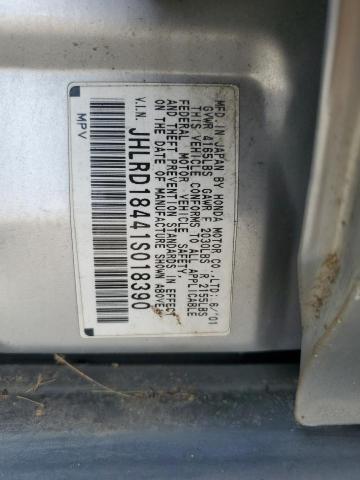 MFD. IN JAPAN BY HONDA MOTOR CO., LTD. 6/'01
GVWR 4165LBS GAWR F 2030LBS R 2155LBS
THIS VEHICLE CONFORMS TO ALL APPLICABLE
FEDERAL MOTOR VEHICLE SAFETY,
AND THEFT PREVENTION STANDARDS IN EFFECT
ON THE DATE OF MANUFACTURE SHOWN ABOVE.
V.I.N. JHLRD18441S018390
MPV